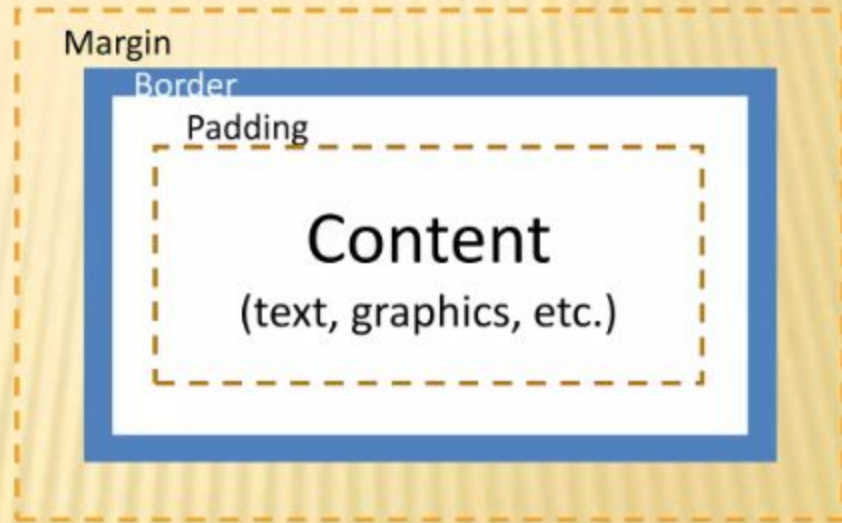 Margin
Border
Padding
Content
(text, graphics, etc.)